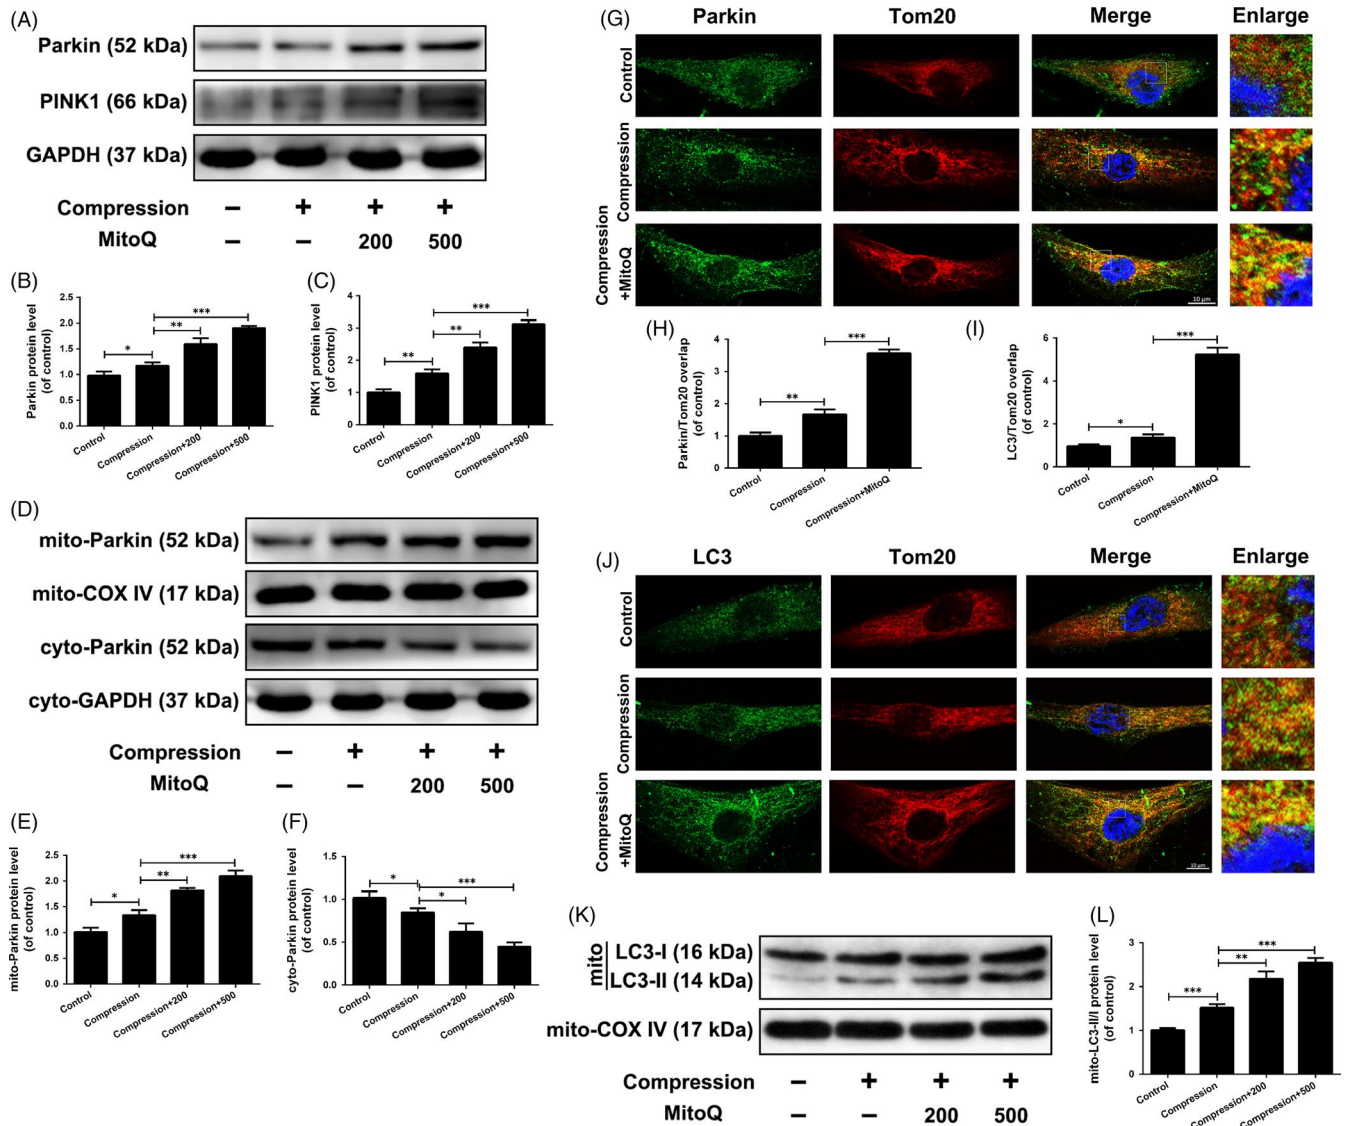 (A)
Parkin (52 kDa)
PINK1 (66 kDa)
GAPDH (37 kDa)
Compression − + + +
MitoQ − − 200 500
(B)
Parkin protein level
(of control)
2.5
2.0
1.5
1.0
0.5
0.0
*
**
***
Control
Compression
Compression+200
Compression+500
(C)
PINK1 protein level
(of control)
4
3
2
1
0
**
**
***
Control
Compression
Compression+200
Compression+500
(D)
mito-Parkin (52 kDa)
mito-COX IV (17 kDa)
cyto-Parkin (52 kDa)
cyto-GAPDH (37 kDa)
Compression − + + +
MitoQ − − 200 500
(E)
mito-Parkin protein level
(of control)
2.5
2.0
1.5
1.0
0.5
0.0
*
**
***
Control
Compression
Compression+200
Compression+500
(F)
cyto-Parkin protein level
(of control)
1.5
1.0
0.5
0.0
*
*
***
Control
Compression
Compression+200
Compression+500
(G)
Parkin Tom20 Merge Enlarge
Control
Compression
Compression
+MitoQ
10 μm
(H)
Parkin/Tom20 overlap
(of control)
4
3
2
1
0
**
***
Control
Compression
Compression+MitoQ
(I)
LC3/Tom20 overlap
(of control)
6
4
2
0
*
***
Control
Compression
Compression+MitoQ
(J)
LC3 Tom20 Merge Enlarge
Control
Compression
Compression
+MitoQ
10 μm
(K)
mito
LC3-I (16 kDa)
LC3-II (14 kDa)
mito-COX IV (17 kDa)
Compression − + + +
MitoQ − − 200 500
(L)
mito-LC3-II/I protein level
(of control)
3
2
1
0
***
**
***
Control
Compression
Compression+200
Compression+500